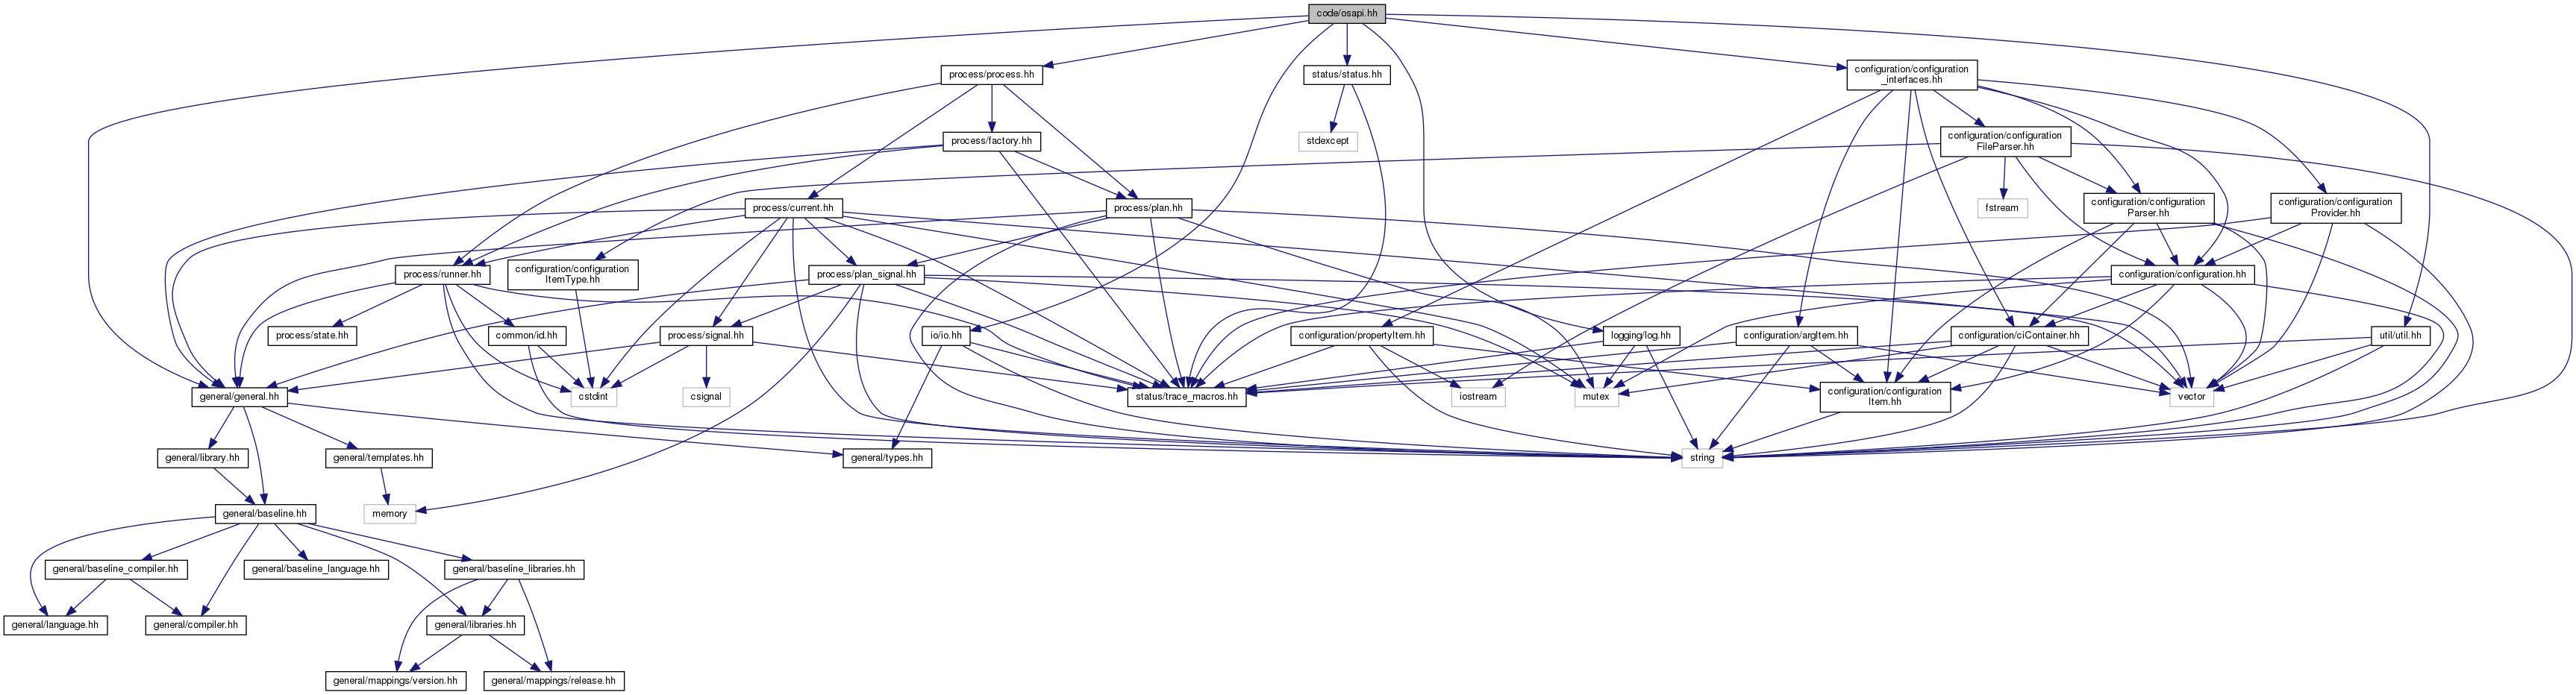 code/osapi.hh
process/process.hh
status/status.hh
configuration/configuration
_interfaces.hh
process/factory.hh
stdexcept
configuration/configuration
FileParser.hh
process/current.hh
process/plan.hh
fstream
configuration/configuration
Parser.hh
configuration/configuration
Provider.hh
process/runner.hh
configuration/configuration
ItemType.hh
process/plan_signal.hh
configuration/configuration.hh
process/state.hh
common/id.hh
process/signal.hh
io/io.hh
configuration/propertyItem.hh
logging/log.hh
configuration/argItem.hh
configuration/ciContainer.hh
util/util.hh
general/general.hh
cstdint
csignal
status/trace_macros.hh
iostream
mutex
configuration/configuration
Item.hh
vector
general/library.hh
general/templates.hh
general/types.hh
string
general/baseline.hh
memory
general/baseline_compiler.hh
general/baseline_language.hh
general/baseline_libraries.hh
general/language.hh
general/compiler.hh
general/libraries.hh
general/mappings/version.hh
general/mappings/release.hh